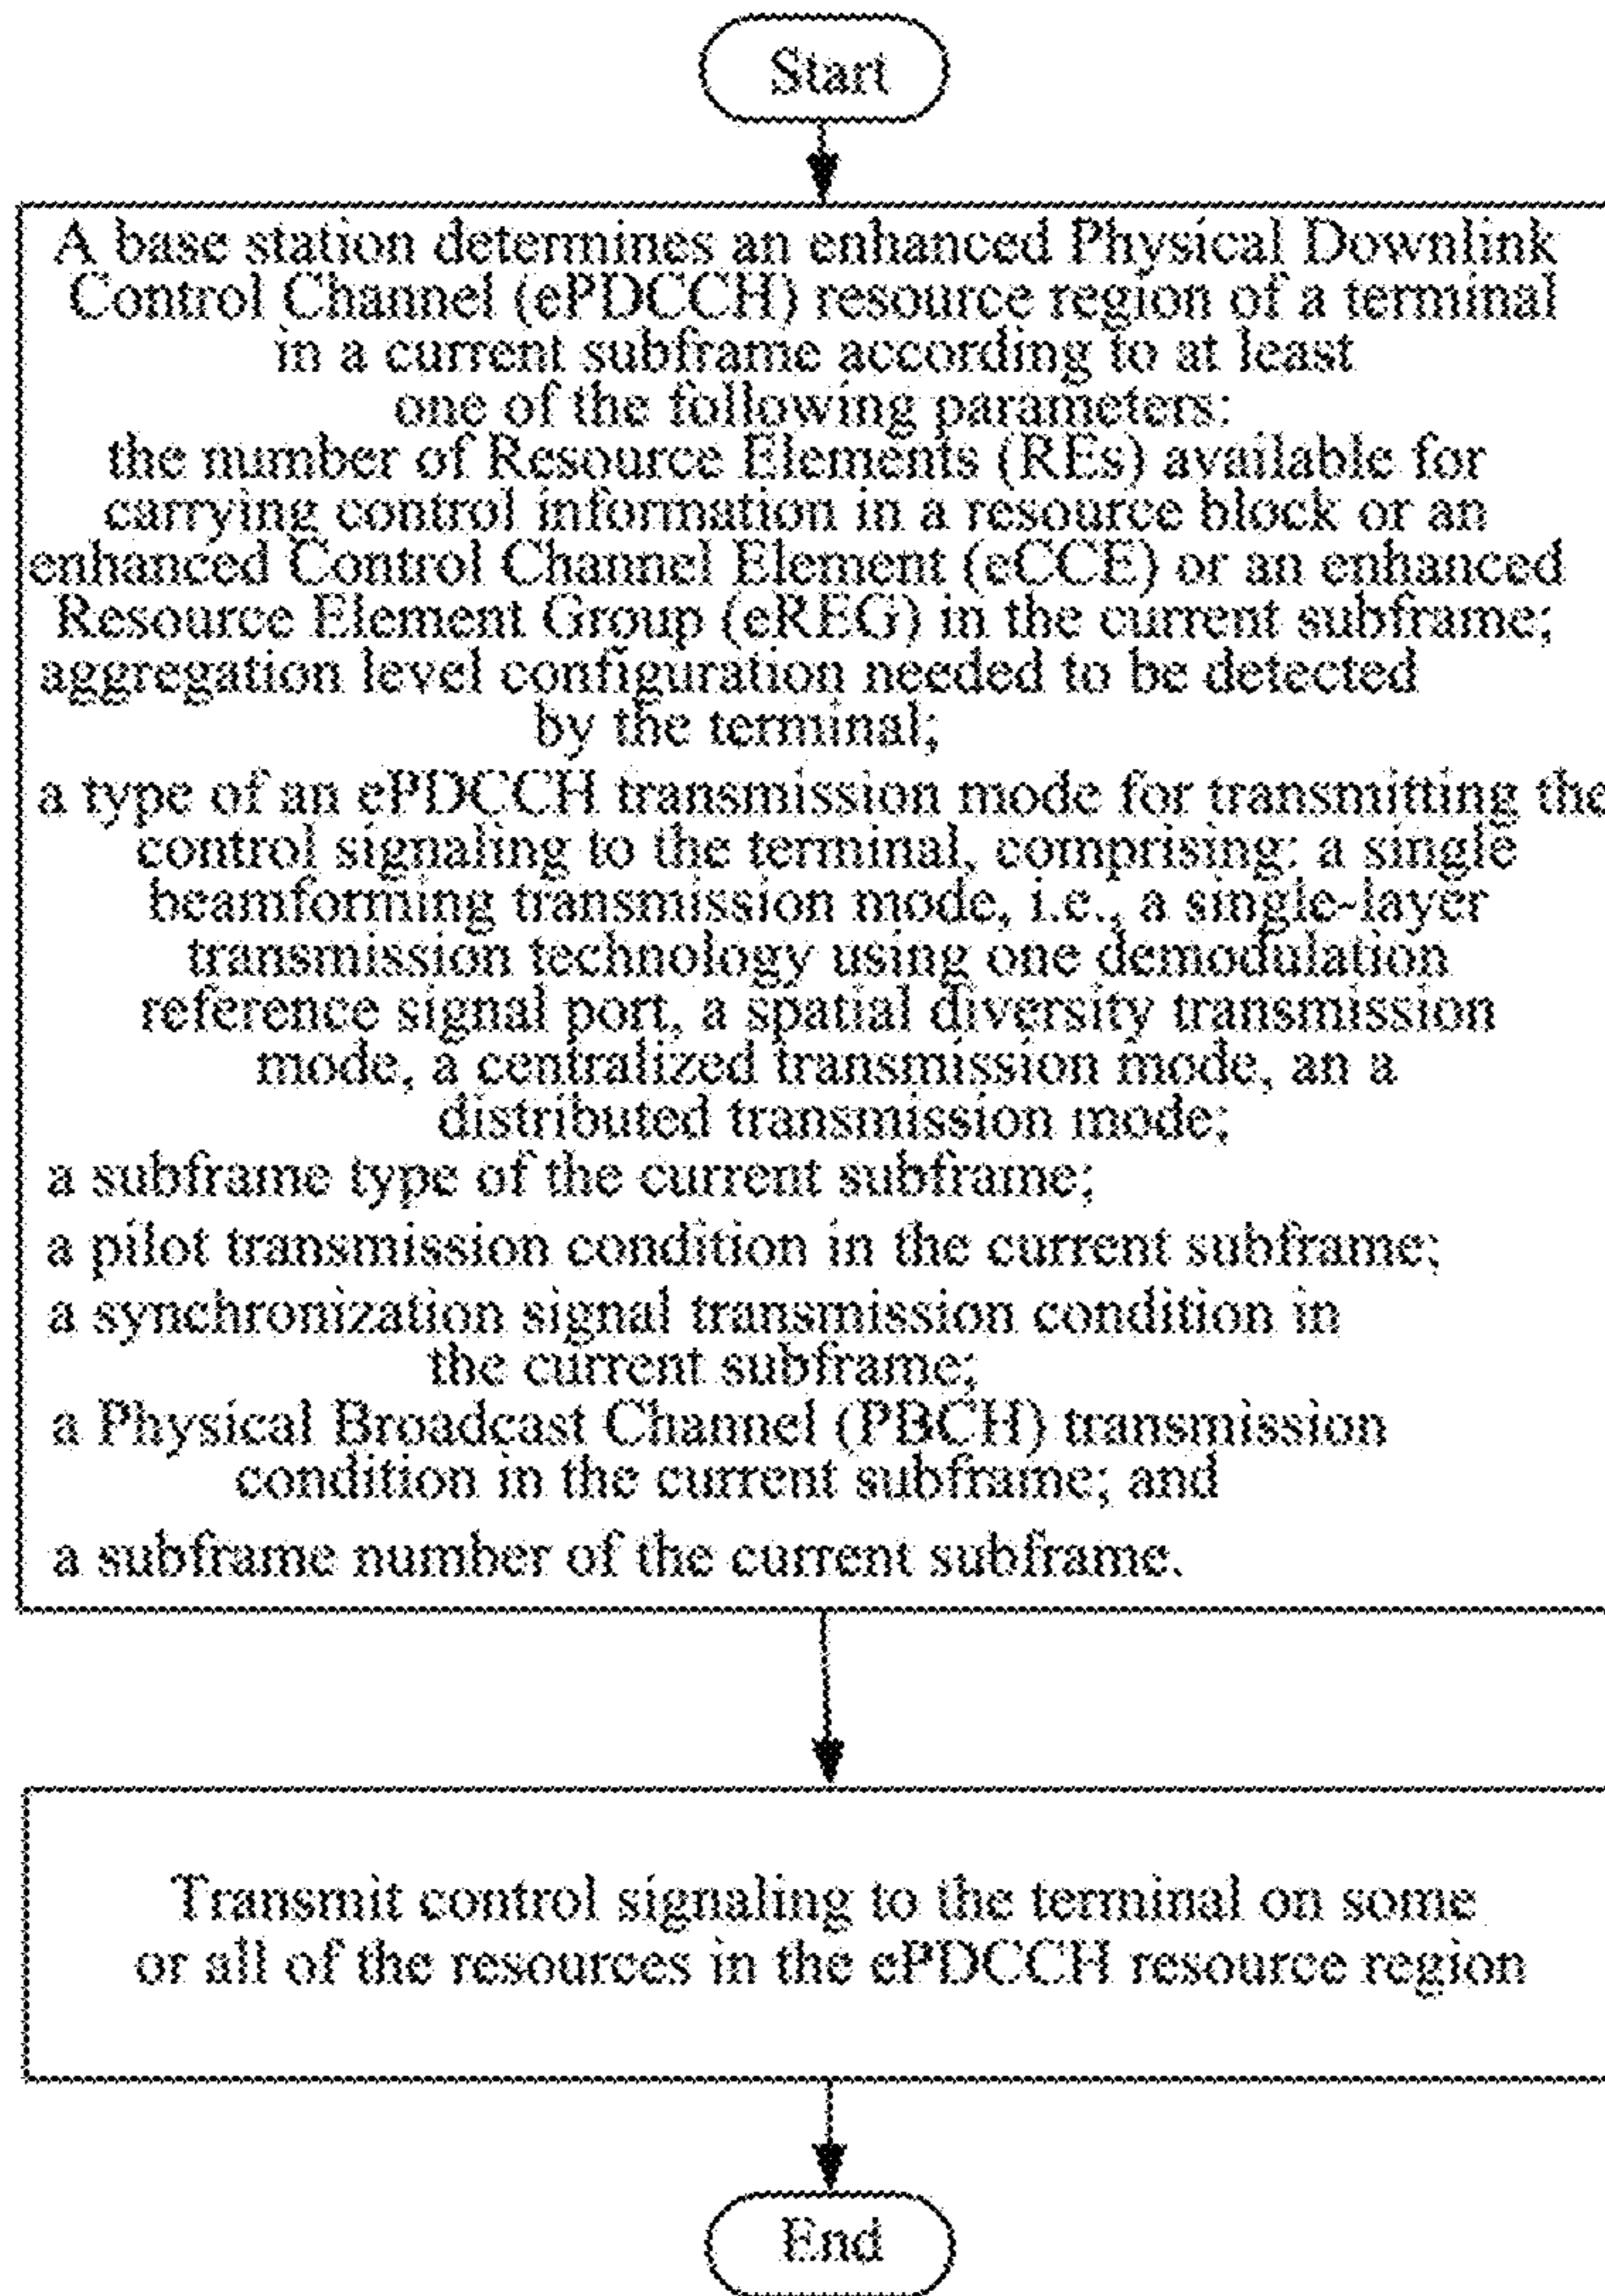 Start
A base station determines an enhanced Physical Downlink
Control Channel (ePDCCH) resource region of a terminal
in a current subframe according to at least
one of the following parameters:
the number of Resource Elements (REs) available for
carrying control information in a resource block or an
enhanced Control Channel Element (eCCE) or an enhanced
Resource Element Group (eREG) in the current subframe;
aggregation level configuration needed to be detected
by the terminal;
a type of an ePDCCH transmission mode for transmitting the
control signaling to the terminal, comprising: a single
beamforming transmission mode, i.e., a single-layer
transmission technology using one demodulation
reference signal port, a spatial diversity transmission
mode, a centralized transmission mode, an a
distributed transmission mode;
a subframe type of the current subframe;
a pilot transmission condition in the current subframe;
a synchronization signal transmission condition in
the current subframe;
a Physical Broadcast Channel (PBCH) transmission
condition in the current subframe; and
a subframe number of the current subframe.
Transmit control signaling to the terminal on some
or all of the resources in the ePDCCH resource region
End